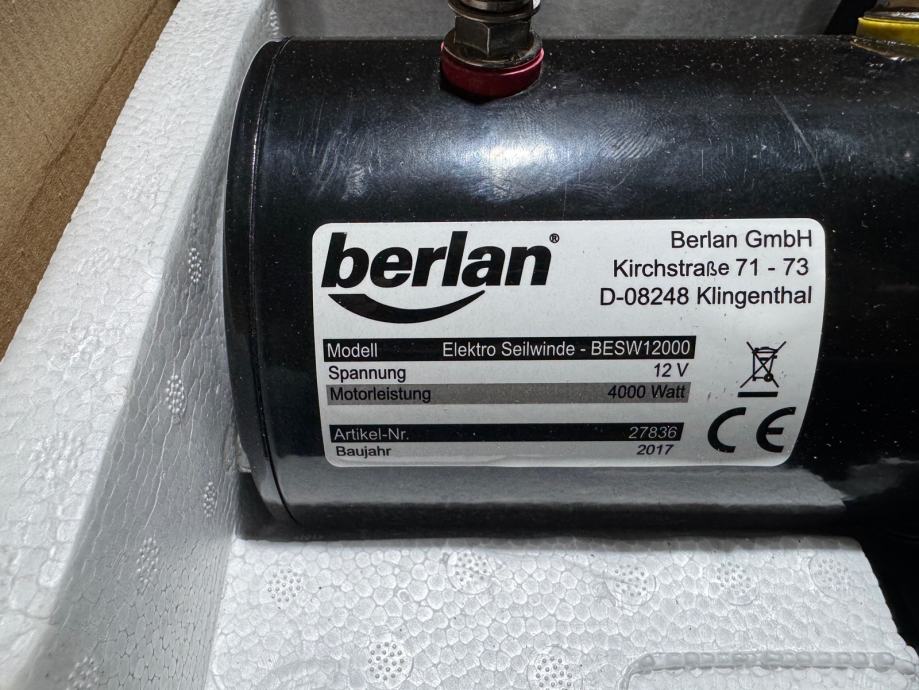 berlan®
Berlan GmbH
Kirchstraße 71 - 73
D-08248 Klingenthal
Modell Elektro Seilwinde - BESW12000
Spannung 12 V
Motorleistung 4000 Watt
Artikel-Nr. 27836
Baujahr 2017
CE